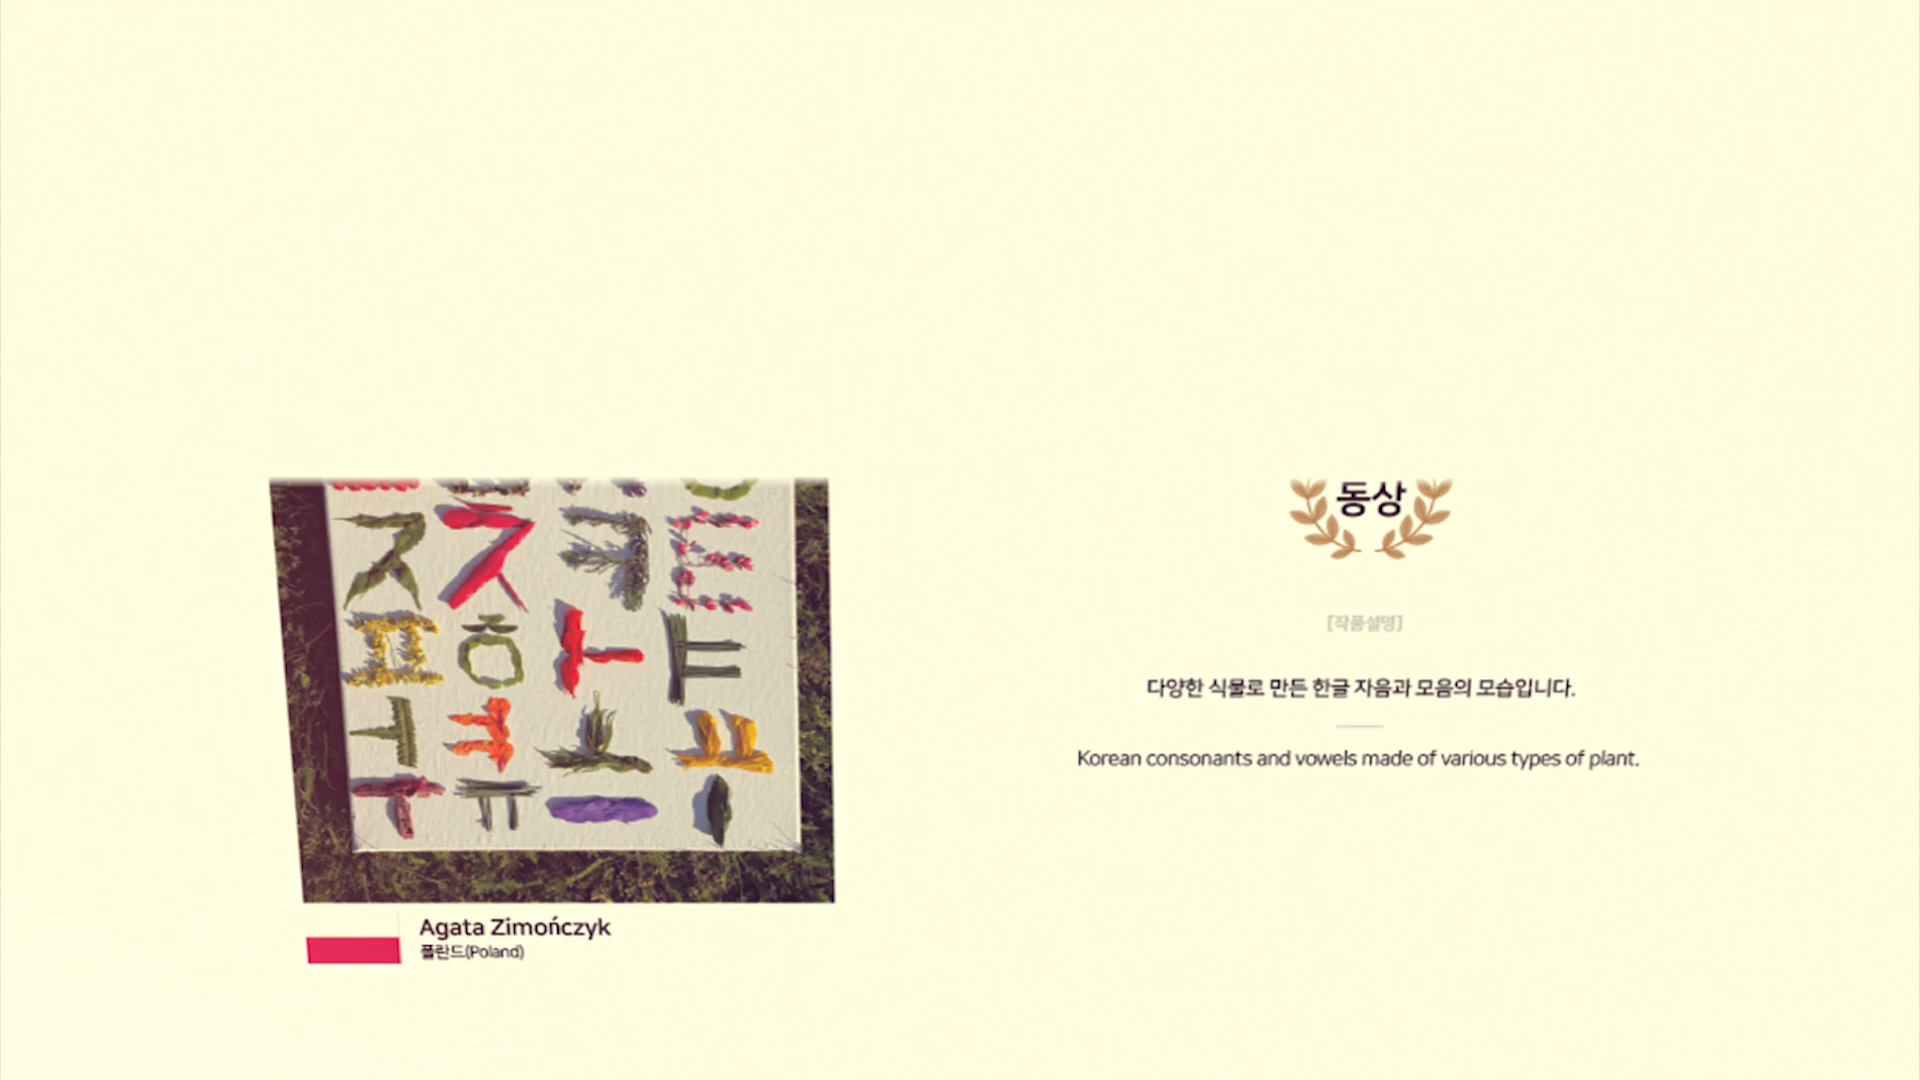 ㅈ ㅊ ㅋ ㅌ
ㅍ ㅎ ㅏ ㅑ
ㅓ ㅕ ㅗ ㅛ
ㅜ ㅠ ㅡ ㅣ
Agata Zimończyk
폴란드(Poland)
동상
[작품설명]
다양한 식물로 만든 한글 자음과 모음의 모습입니다.
Korean consonants and vowels made of various types of plant.